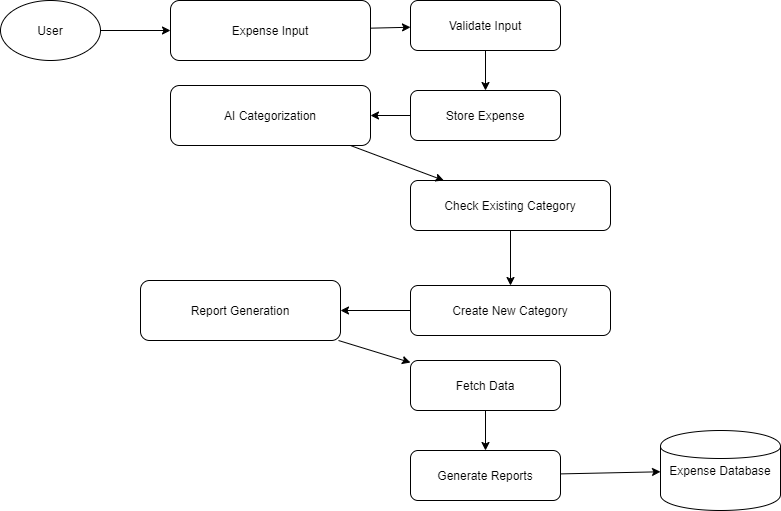 User
Expense Input
Validate Input
AI Categorization
Store Expense
Check Existing Category
Report Generation
Create New Category
Fetch Data
Generate Reports
Expense Database